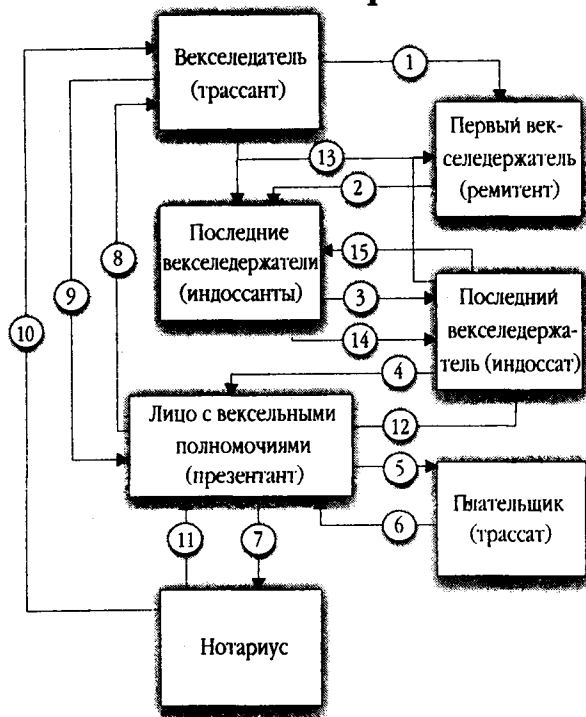 Векселедатель
(трассант)
1
Первый век-
селедержатель
(ремитент)
13
2
Последние
векселедержатели
(индоссанты)
15
8
3
9
Последний
векселедержа-
тель (индоссат)
10
14
4
Лицо с вексельными
полномочиями
(презентант)
12
5
Плательщик
(трассат)
6
11
7
Нотариус